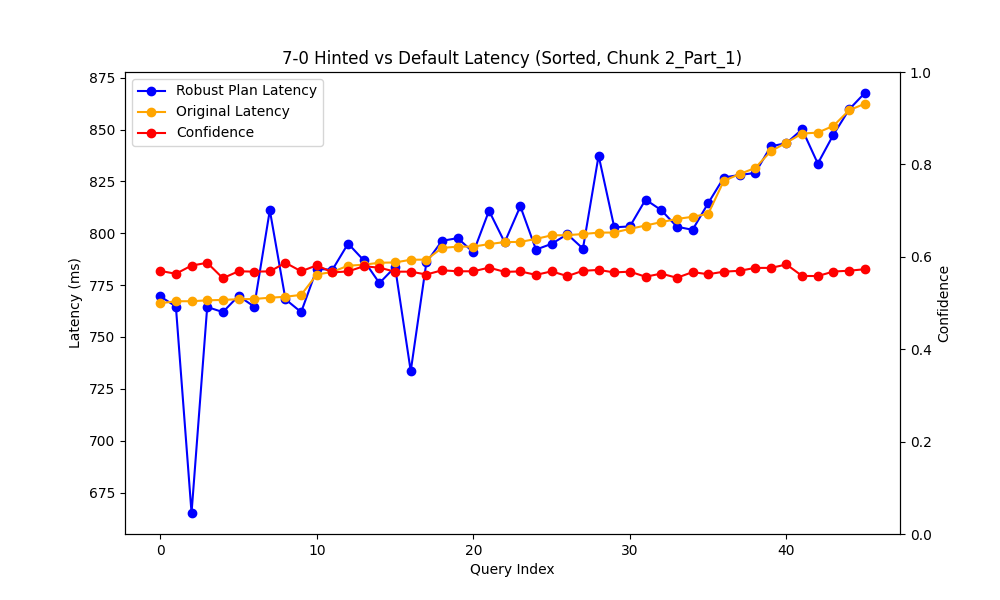 7-0 Hinted vs Default Latency (Sorted, Chunk 2_Part_1)
Robust Plan Latency
Original Latency
Confidence
875
850
825
800
775
750
725
700
675
Latency (ms)
1.0
0.8
0.6
0.4
0.2
0.0
Confidence
0
10
20
30
40
Query Index